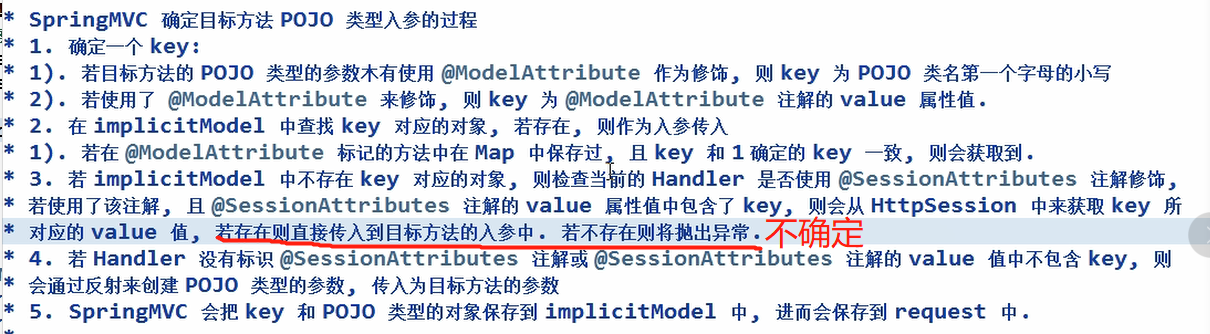 * SpringMVC 确定目标方法 POJO 类型入参的过程
* 1. 确定一个 key:
* 1). 若目标方法的 POJO 类型的参数木有使用 @ModelAttribute 作为修饰, 则 key 为 POJO 类名第一个字母的小写
* 2). 若使用了 @ModelAttribute 来修饰, 则 key 为 @ModelAttribute 注解的 value 属性值.
* 2. 在 implicitModel 中查找 key 对应的对象, 若存在, 则作为入参传入
* 1). 若在 @ModelAttribute 标记的方法中在 Map 中保存过, 且 key 和 1 确定的 key 一致, 则会获取到.
* 3. 若 implicitModel 中不存在 key 对应的对象, 则检查当前的 Handler 是否使用 @SessionAttributes 注解修饰,
* 若使用了该注解, 且 @SessionAttributes 注解的 value 属性值中包含了 key, 则会从 HttpSession 中来获取 key 所
* 对应的 value 值, 若存在则直接传入到目标方法的入参中. 若不存在则将抛出异常. 不确定
* 4. 若 Handler 没有标识 @SessionAttributes 注解或 @SessionAttributes 注解的 value 值中不包含 key, 则
* 会通过反射来创建 POJO 类型的参数, 传入为目标方法的参数
* 5. SpringMVC 会把 key 和 POJO 类型的对象保存到 implicitModel 中, 进而会保存到 request 中.